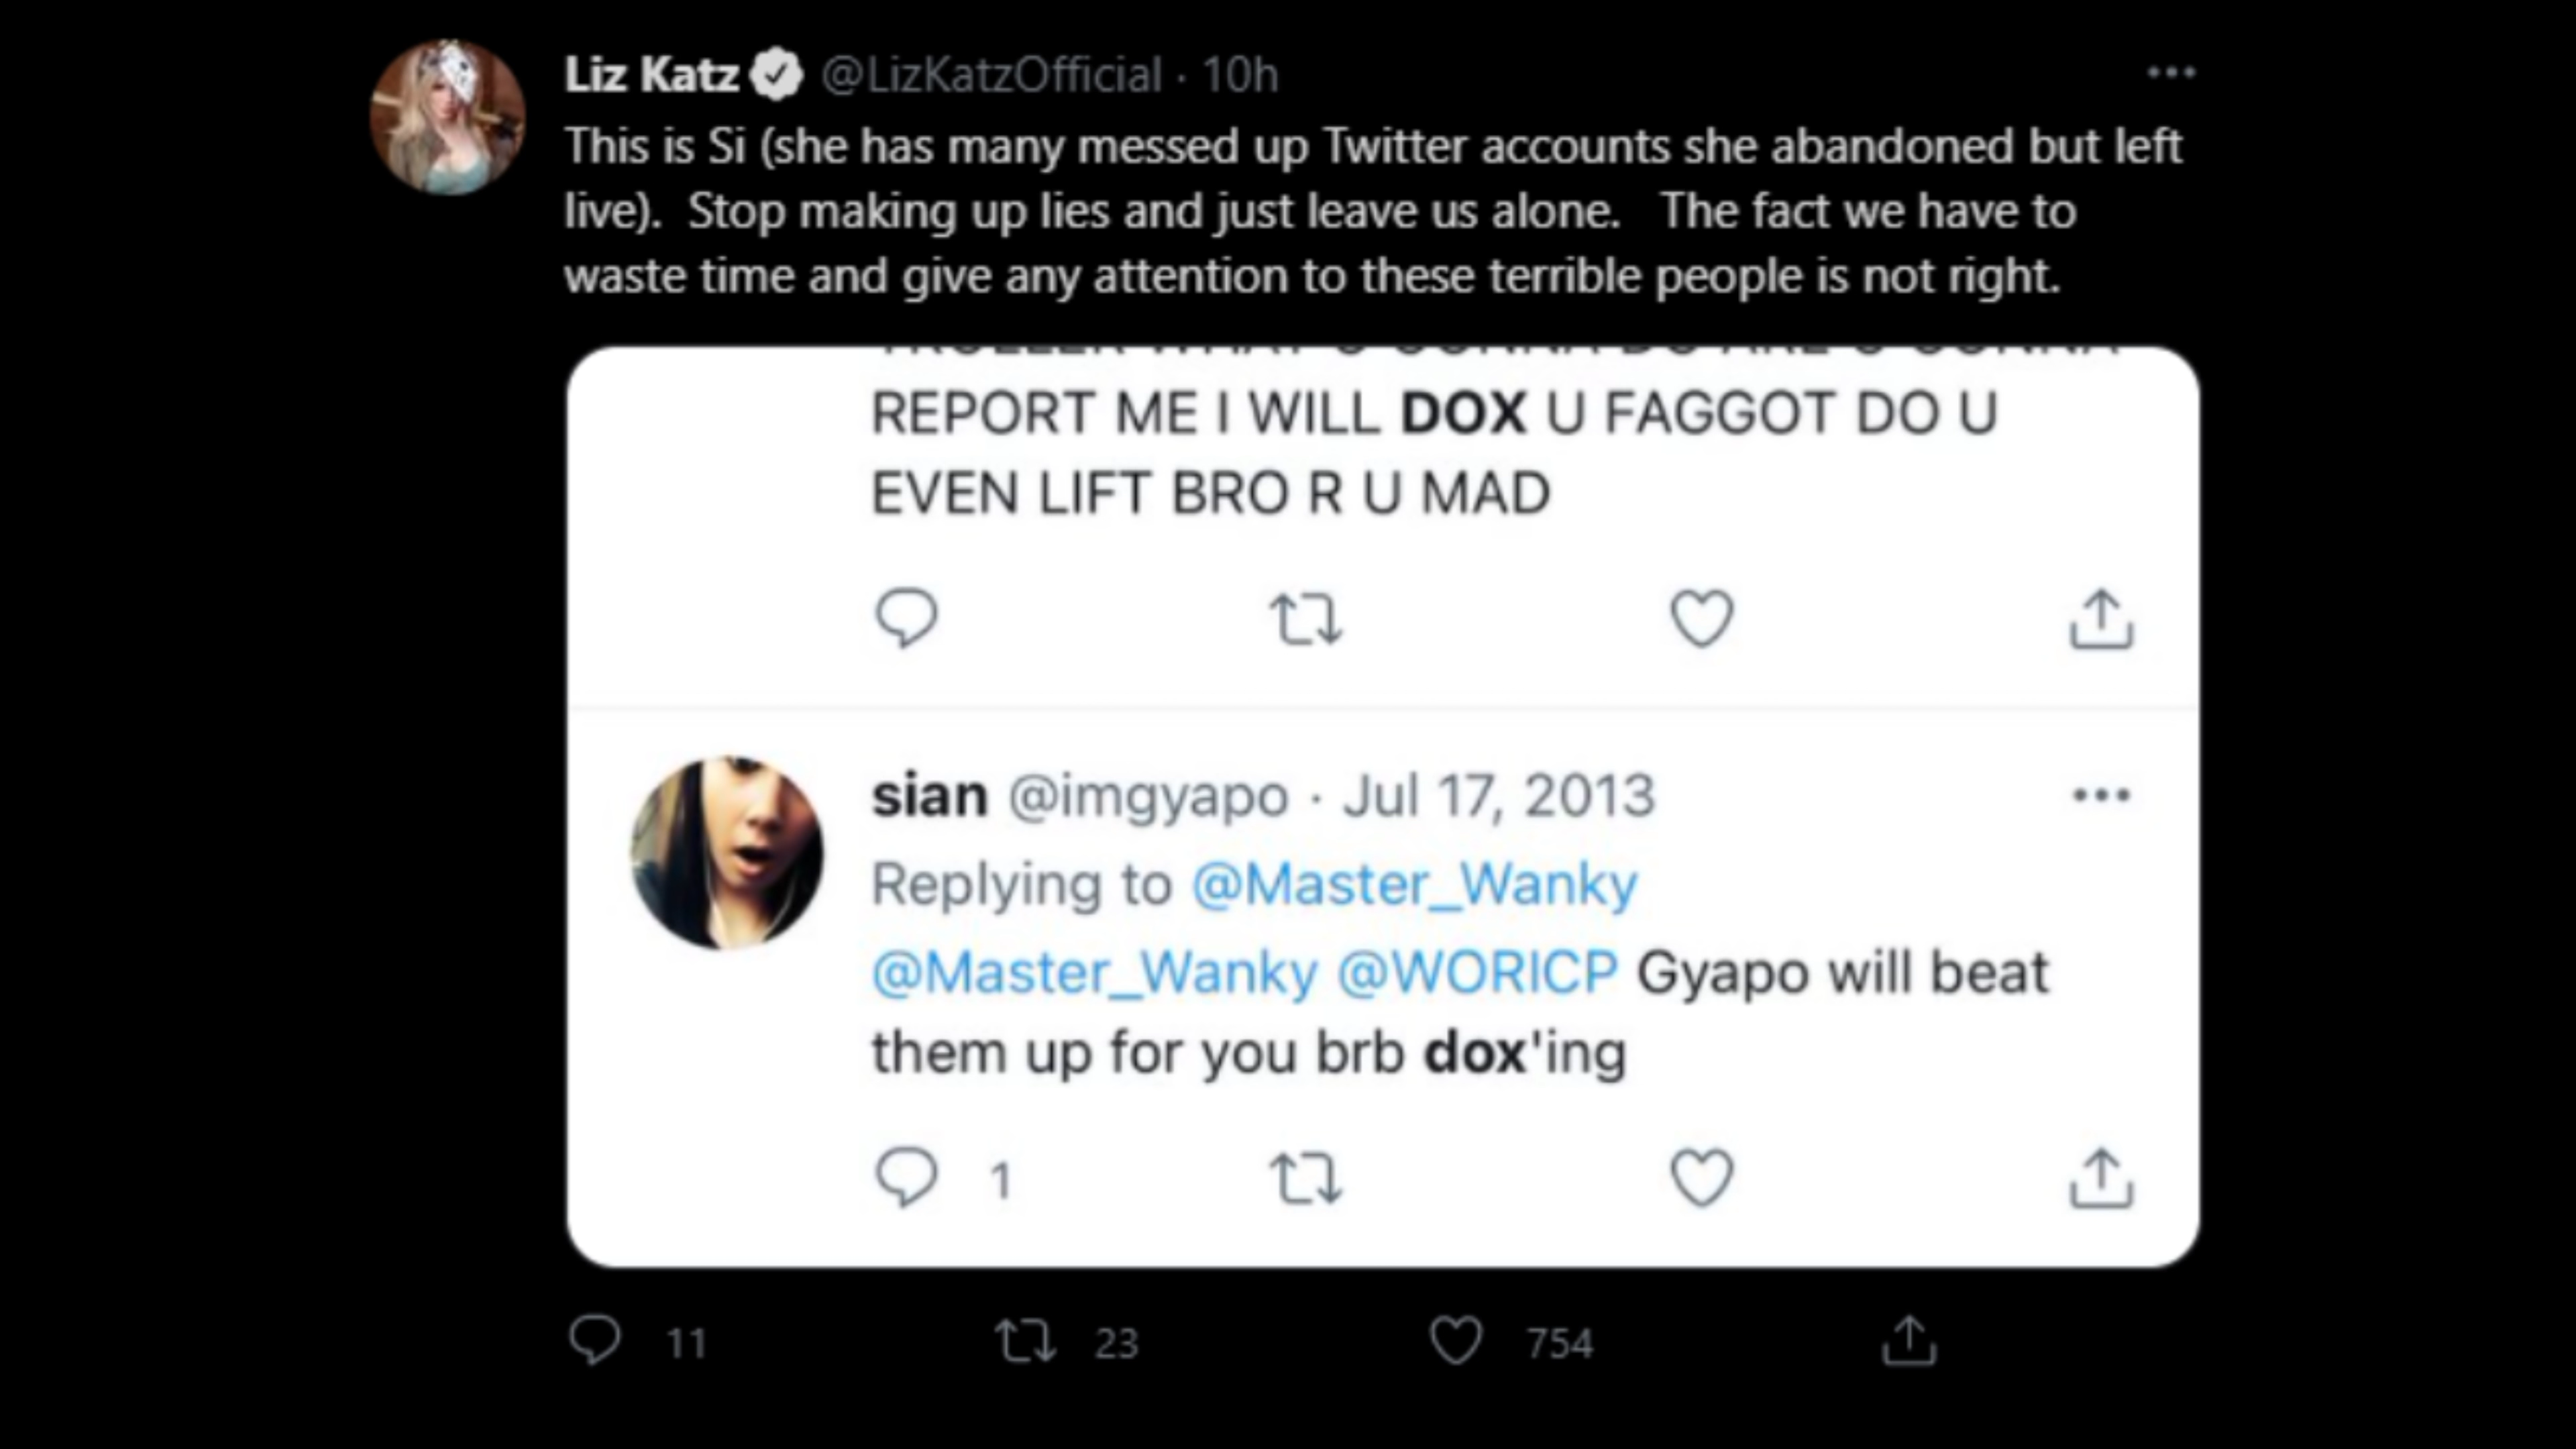 Liz Katz @LizKatzOfficial · 10h
This is Si (she has many messed up Twitter accounts she abandoned but left
live).  Stop making up lies and just leave us alone.   The fact we have to
waste time and give any attention to these terrible people is not right.
REPORT ME I WILL DOX U FAGGOT DO U
EVEN LIFT BRO R U MAD
sian @imgyapo · Jul 17, 2013
Replying to @Master_Wanky
@Master_Wanky @WORICP Gyapo will beat
them up for you brb dox'ing
1
11 23 754